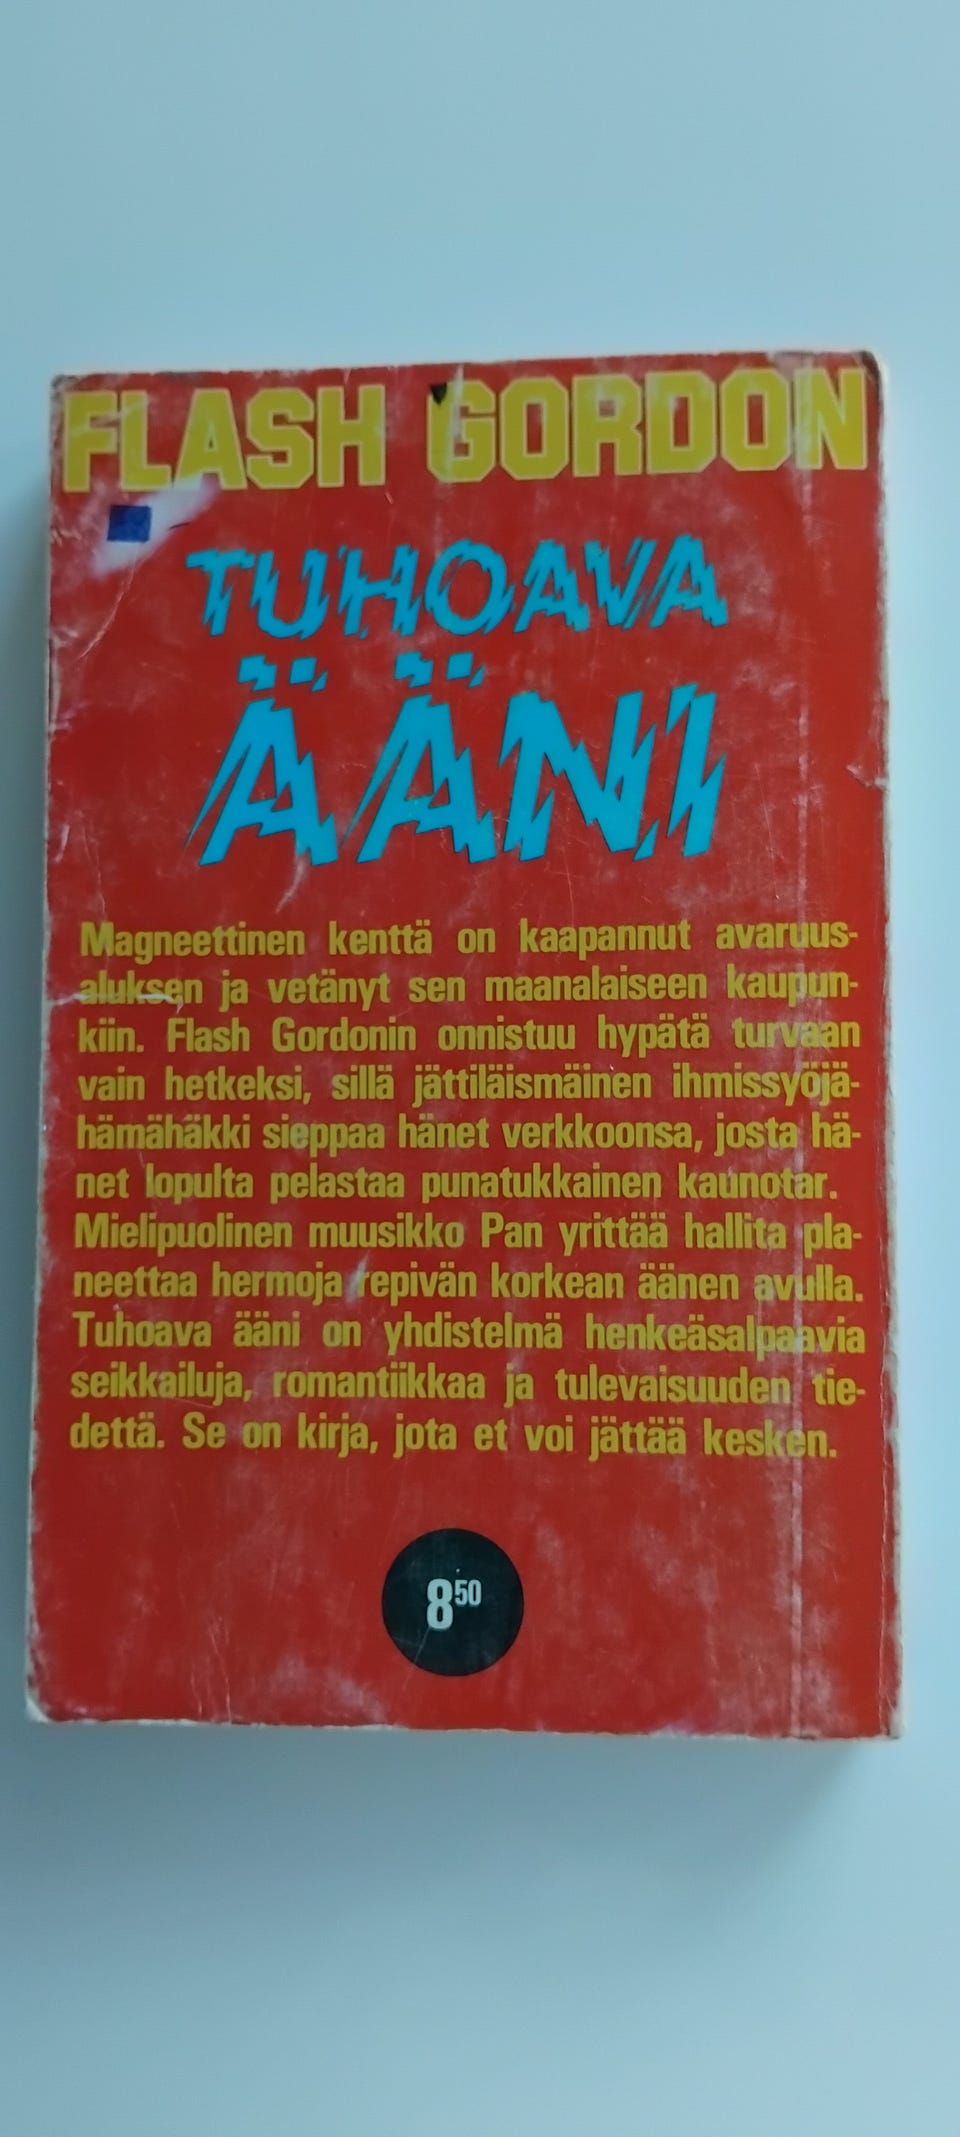 FLASH GORDON
TUHOAVA
ÄÄNI
Magneettinen kenttä on kaapannut avaruus-
aluksen ja vetänyt sen maanalaiseen kaupun-
kiin. Flash Gordonin onnistuu hypätä turvaan
vain hetkeksi, sillä jättiläismäinen ihmissyöjä-
hämähäkki sieppaa hänet verkkoonsa, josta hä-
net lopulta pelastaa punatukkainen kaunotar.
Mielipuolinen muusikko Pan yrittää hallita pla-
neettaa hermoja repivän korkean äänen avulla.
Tuhoava ääni on yhdistelmä henkeäsalpaavia
seikkailuja, romantiikkaa ja tulevaisuuden tie-
dettä. Se on kirja, jota et voi jättää kesken.
8 50